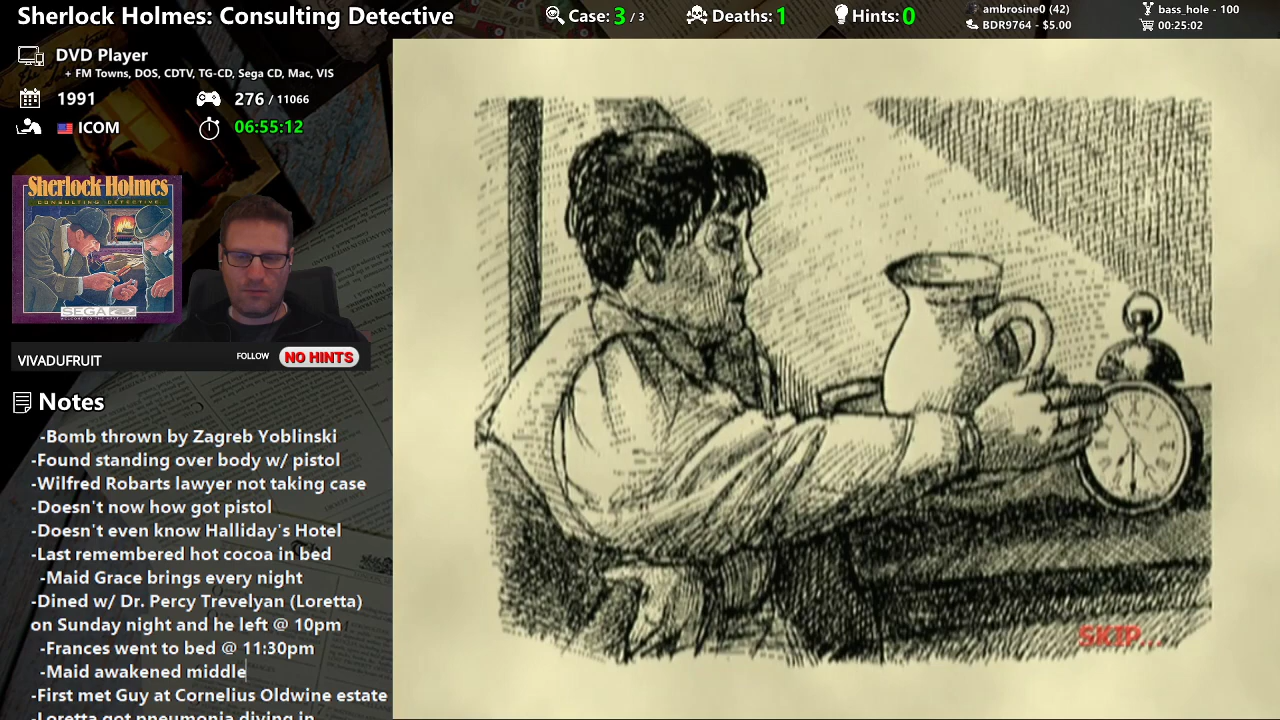 Sherlock Holmes: Consulting Detective
Case: 3 / 3
Deaths: 1
Hints: 0
ambrosine0 (42)
BDR9764 - $5.00
bass_hole - 100
00:25:02
DVD Player
+ FM Towns, DOS, CDTV, TG-CD, Sega CD, Mac, VIS
1991
276 / 11066
ICOM
06:55:12
Sherlock Holmes
CONSULTING DETECTIVE
SEGA
VIVADUFRUIT
FOLLOW
NO HINTS
Notes
-Bomb thrown by Zagreb Yoblinski
-Found standing over body w/ pistol
-Wilfred Robarts lawyer not taking case
-Doesn't now how got pistol
-Doesn't even know Halliday's Hotel
-Last remembered hot cocoa in bed
-Maid Grace brings every night
-Dined w/ Dr. Percy Trevelyan (Loretta)
on Sunday night and he left @ 10pm
-Frances went to bed @ 11:30pm
-Maid awakened middle
-First met Guy at Cornelius Oldwine estate
-Loretta got pneumonia diving in
SKIP...